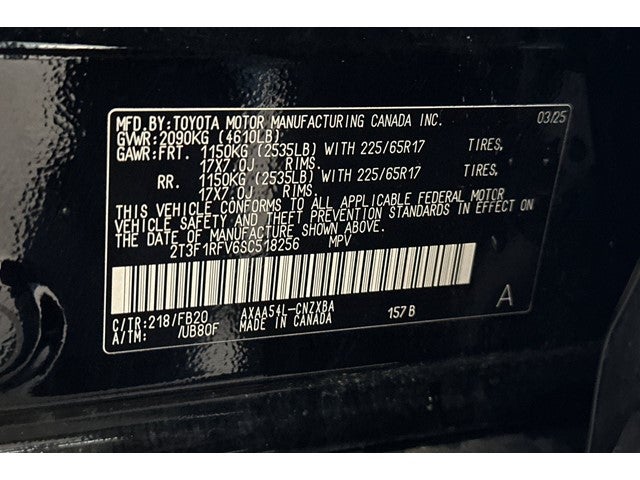 MFD.BY:TOYOTA MOTOR MANUFACTURING CANADA INC. 03/25
GVWR:2090KG (4610LB)
GAWR:FRT. 1150KG (2535LB) WITH 225/65R17 TIRES,
17X7.0J RIMS.
RR. 1150KG (2535LB) WITH 225/65R17 TIRES,
17X7.0J RIMS.
THIS VEHICLE CONFORMS TO ALL APPLICABLE FEDERAL MOTOR
VEHICLE SAFETY AND THEFT PREVENTION STANDARDS IN EFFECT ON
THE DATE OF MANUFACTURE SHOWN ABOVE.
2T3F1RFV6SC518256 MPV
C/TR:218/FB20 AXAA54L-CNZXBA 157B A
A/TM: /UB80F MADE IN CANADA